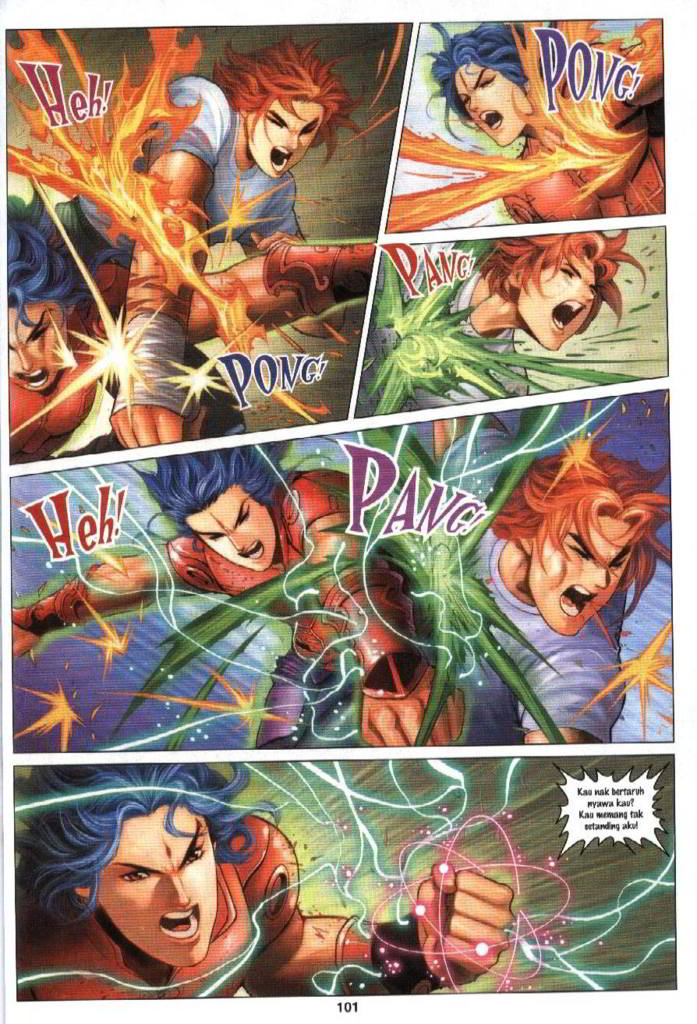 Heh!
PONG!
PONG!
PANG!
Heh!
PANG!
Kau nak bertaruh
nyawa kau?
Kau memang tak
setanding aku!
101